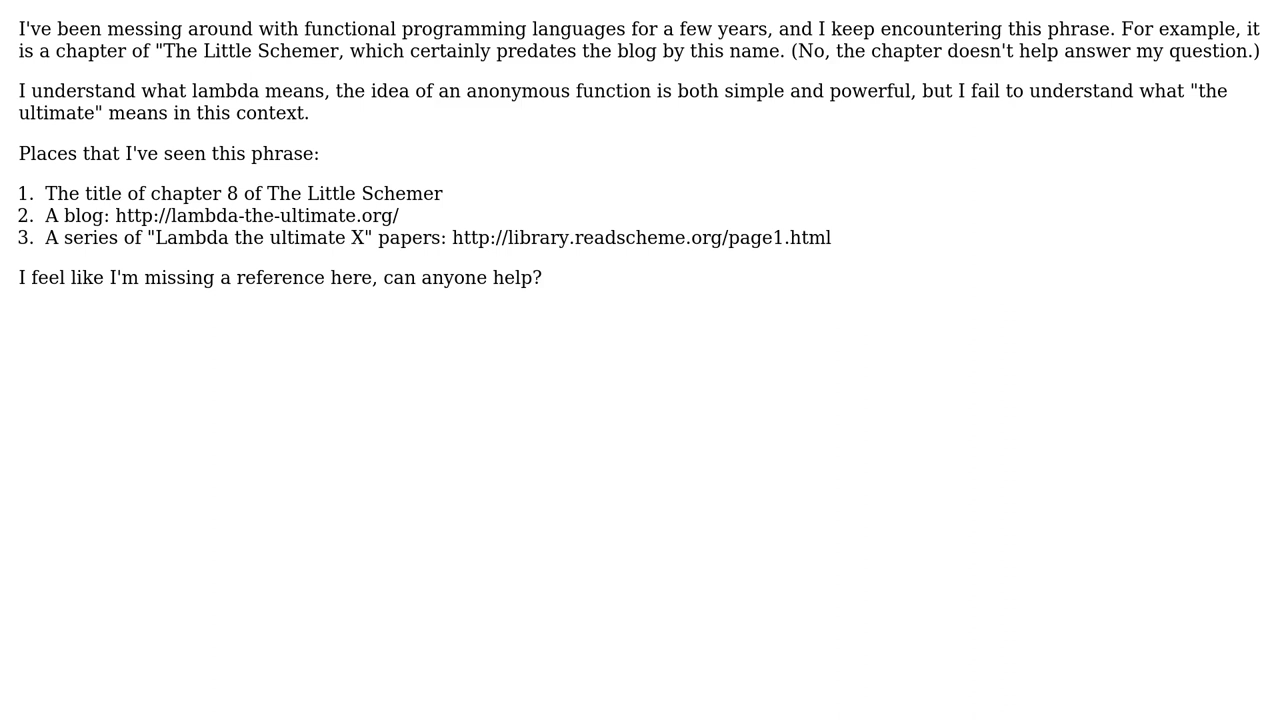 I've been messing around with functional programming languages for a few years, and I keep encountering this phrase. For example, it
is a chapter of "The Little Schemer, which certainly predates the blog by this name. (No, the chapter doesn't help answer my question.)
I understand what lambda means, the idea of an anonymous function is both simple and powerful, but I fail to understand what "the
ultimate" means in this context.
Places that I've seen this phrase:
1. The title of chapter 8 of The Little Schemer
2. A blog: http://lambda-the-ultimate.org/
3. A series of "Lambda the ultimate X" papers: http://library.readscheme.org/page1.html
I feel like I'm missing a reference here, can anyone help?